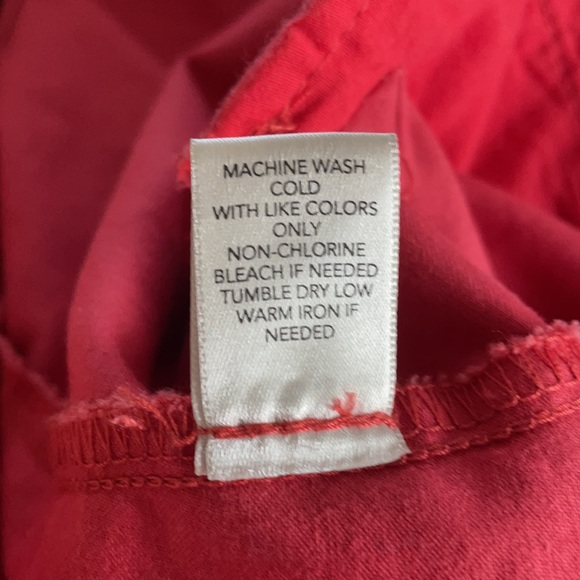 MACHINE WASH
COLD
WITH LIKE COLORS
ONLY
NON-CHLORINE
BLEACH IF NEEDED
TUMBLE DRY LOW
WARM IRON IF
NEEDED